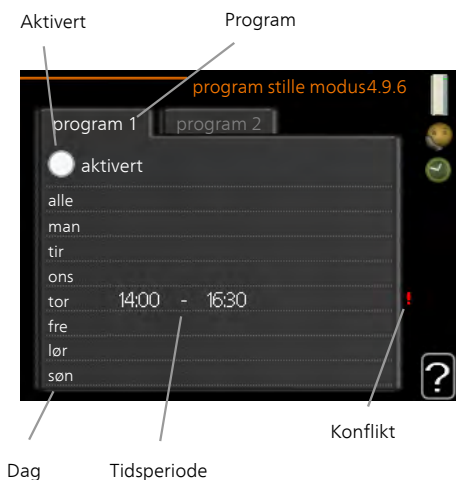 Aktivert
Program
program stille modus4.9.6
program 1
program 2
aktivert
alle
man
tir
ons
tor 14:00 - 16:30 !
fre
lør
søn
?
Konflikt
Dag
Tidsperiode